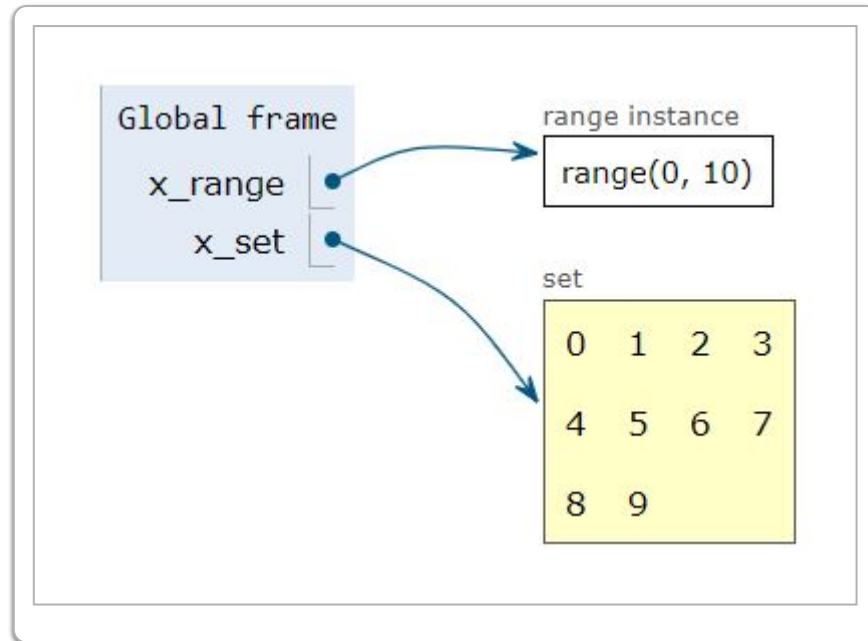 Global frame
x_range
x_set
range instance
range(0, 10)
set
0 1 2 3
4 5 6 7
8 9